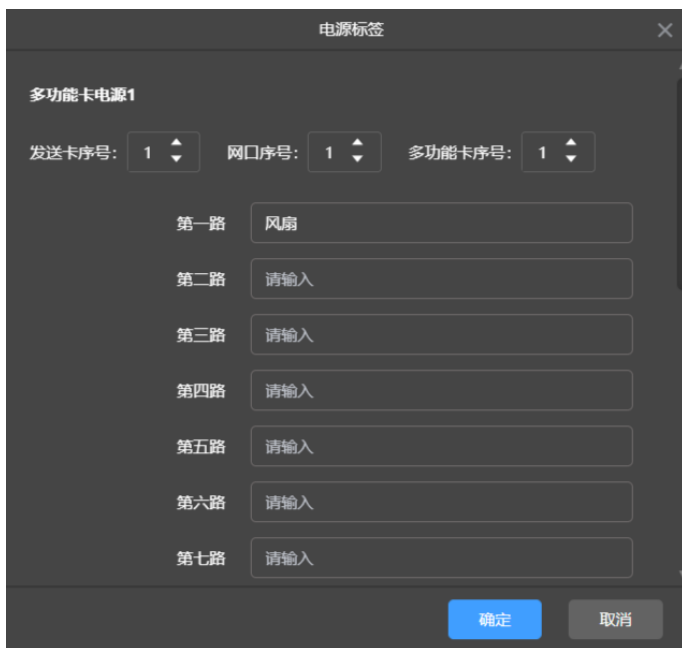 电源标签
多功能卡电源1
发送卡序号: 1 网口序号: 1 多功能卡序号: 1
第一路 风扇
第二路 请输入
第三路 请输入
第四路 请输入
第五路 请输入
第六路 请输入
第七路 请输入
确定 取消